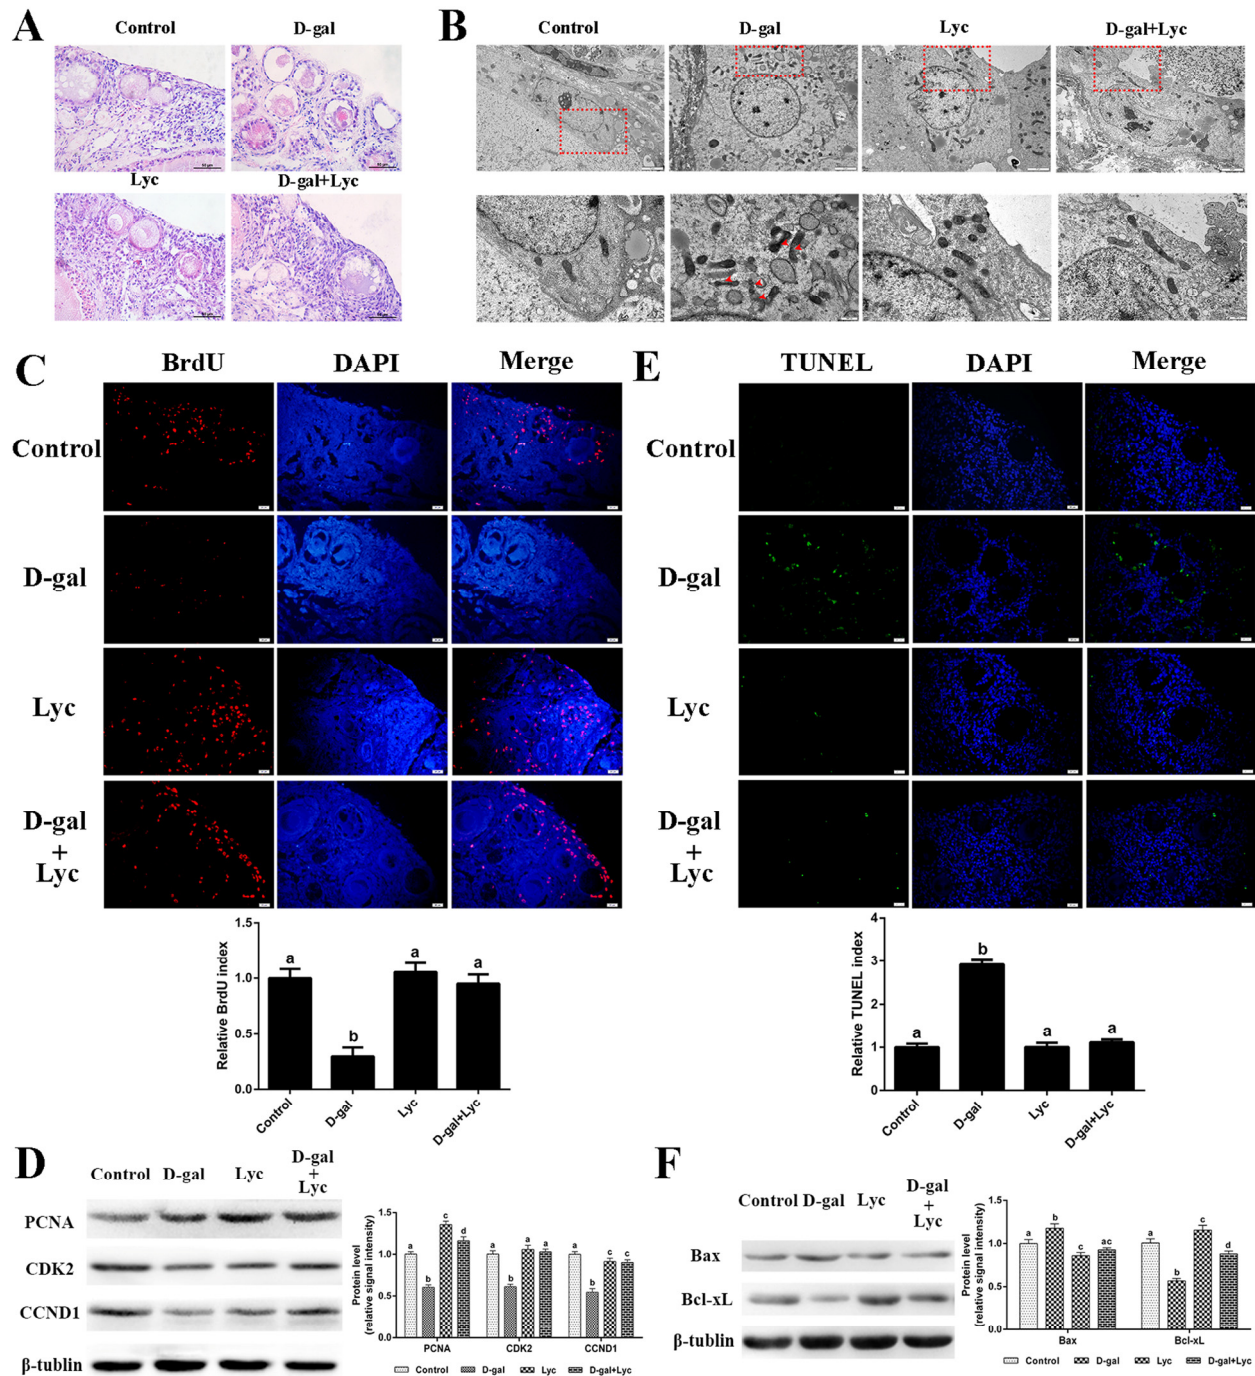 A
Control
D-gal
Lyc
D-gal+Lyc
B
Control
D-gal
Lyc
D-gal+Lyc
C
BrdU
DAPI
Merge
Control
D-gal
Lyc
D-gal
+
Lyc
Relative BrdU index
1.5
1.0
0.5
0.0
a
b
a
a
Control
D-gal
Lyc
D-gal+Lyc
E
TUNEL
DAPI
Merge
Control
D-gal
Lyc
D-gal
+
Lyc
Relative TUNEL index
4
3
2
1
0
a
b
a
a
Control
D-gal
Lyc
D-gal+Lyc
D
Control
D-gal
Lyc
D-gal
+
Lyc
PCNA
CDK2
CCND1
β-tublin
Protein level
(relative signal intensity)
1.5
1.0
0.5
0.0
a
b
c
d
a
b
a
a
a
b
c
c
PCNA
CDK2
CCND1
Control
D-gal
Lyc
D-gal+Lyc
F
Control
D-gal
Lyc
D-gal
+
Lyc
Bax
Bcl-xL
β-tublin
Protein level
(relative signal intensity)
1.5
1.0
0.5
0.0
a
b
c
ac
a
b
c
d
Bax
Bcl-xL
Control
D-gal
Lyc
D-gal+Lyc